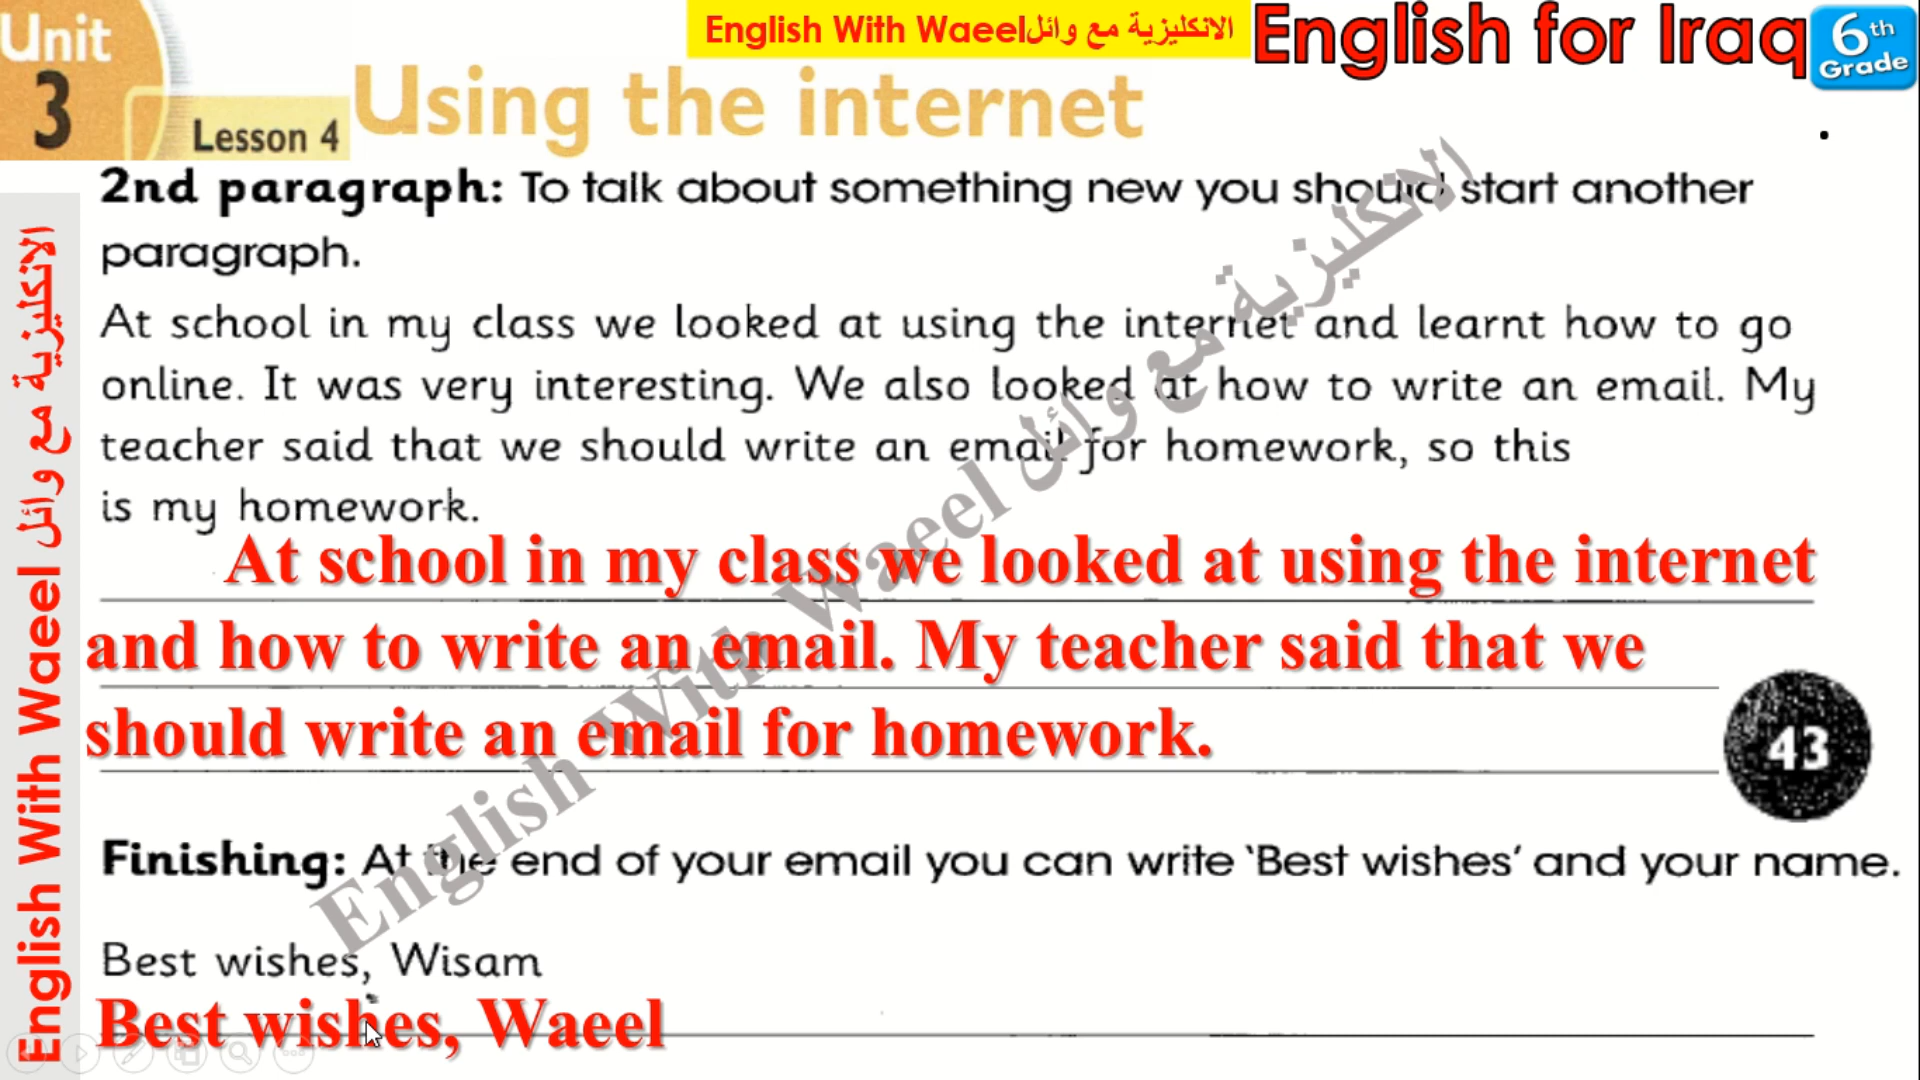 Unit
3
Lesson 4
Using the internet
English With Waeelالانكليزية مع وائل
English for Iraq
6th
Grade
2nd paragraph: To talk about something new you should start another
paragraph.
At school in my class we looked at using the internet and learnt how to go
online. It was very interesting. We also looked at how to write an email. My
teacher said that we should write an email for homework, so this
is my homework.
At school in my class we looked at using the internet
and how to write an email. My teacher said that we
should write an email for homework.
43
Finishing: At the end of your email you can write ‘Best wishes’ and your name.
Best wishes, Wisam
Best wishes, Waeel
English With Waeel الانكليزية مع وائل
English With Waeel الانكليزية مع وائل